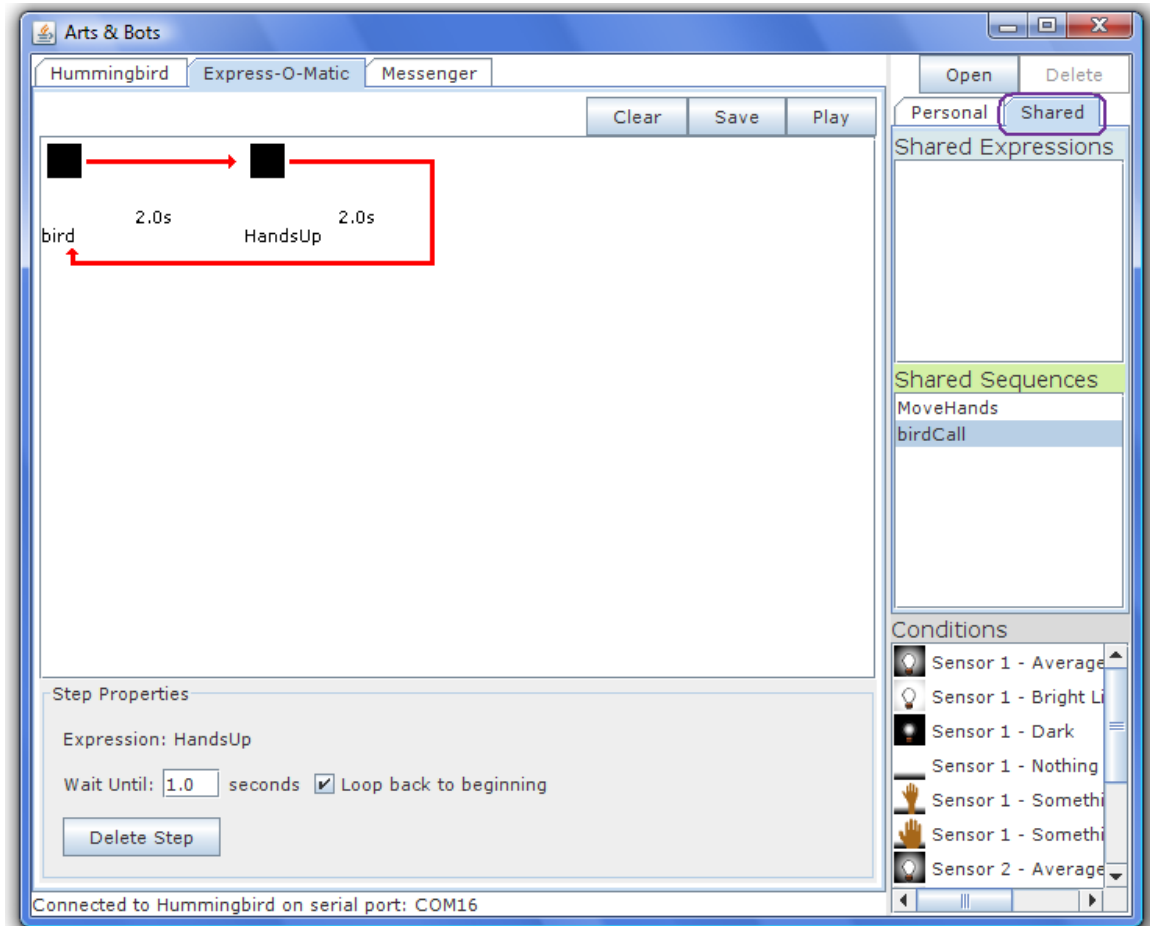 Arts & Bots
Hummingbird Express-O-Matic Messenger
Open Delete
Clear Save Play
Personal Shared
Shared Expressions
2.0s 2.0s
bird HandsUp
Shared Sequences
MoveHands
birdCall
Conditions
Sensor 1 - Average
Sensor 1 - Bright Li
Sensor 1 - Dark
Sensor 1 - Nothing
Sensor 1 - Somethi
Sensor 1 - Somethi
Sensor 2 - Average
Step Properties
Expression: HandsUp
Wait Until: 1.0 seconds Loop back to beginning
Delete Step
Connected to Hummingbird on serial port: COM16